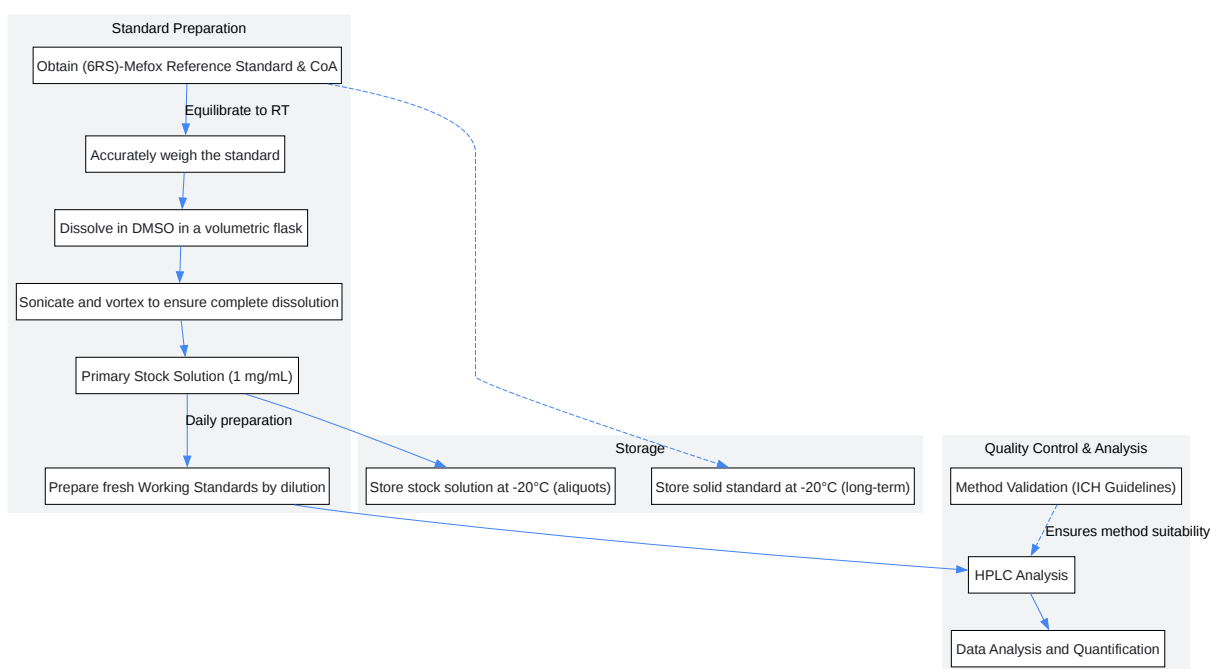 Standard Preparation
Obtain (6RS)-Mefox Reference Standard & CoA
Equilibrate to RT
Accurately weigh the standard
Dissolve in DMSO in a volumetric flask
Sonicate and vortex to ensure complete dissolution
Primary Stock Solution (1 mg/mL)
Daily preparation
Prepare fresh Working Standards by dilution
Storage
Store stock solution at -20°C (aliquots)
Store solid standard at -20°C (long-term)
Quality Control & Analysis
Method Validation (ICH Guidelines)
Ensures method suitability
HPLC Analysis
Data Analysis and Quantification